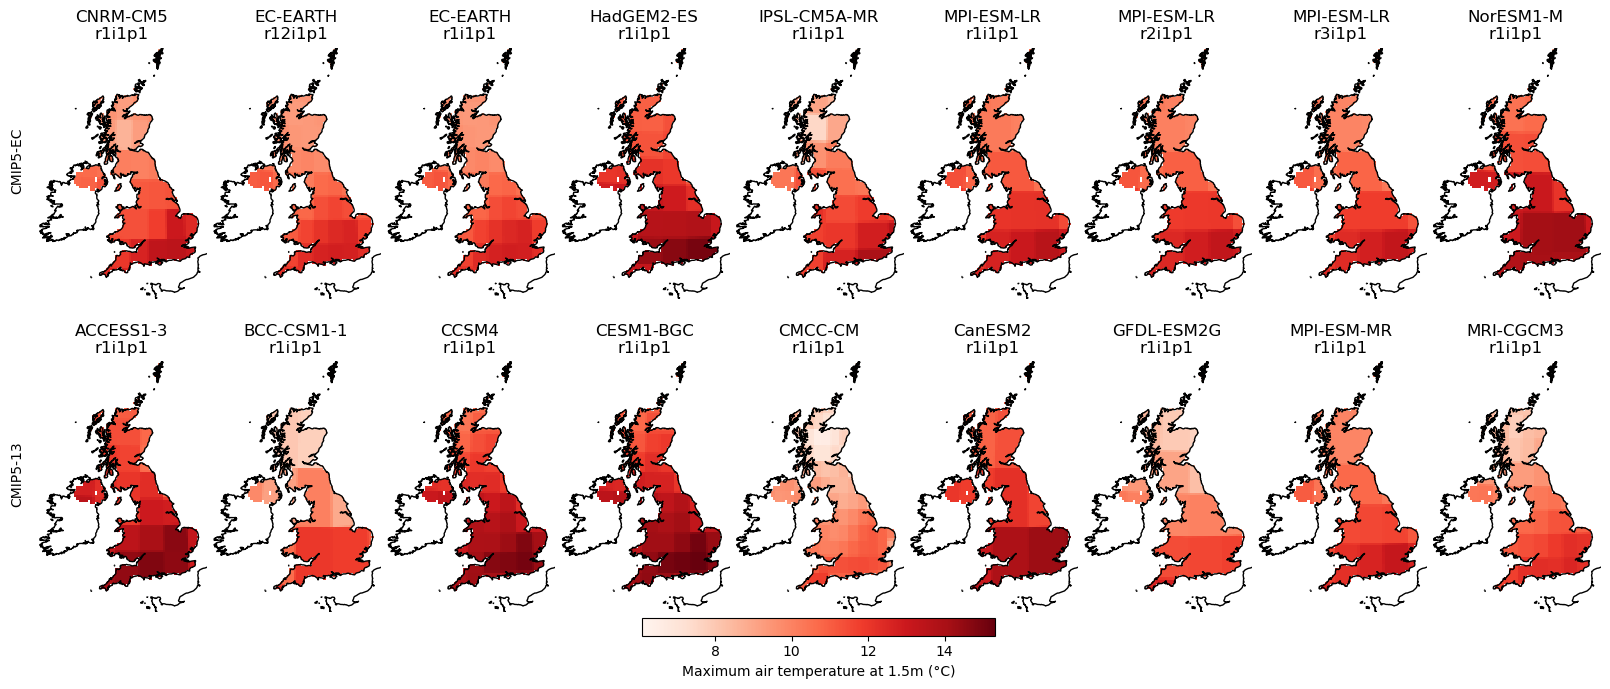 CNRM-CM5 EC-EARTH EC-EARTH HadGEM2-ES IPSL-CM5A-MR MPI-ESM-LR MPI-ESM-LR MPI-ESM-LR NorESM1-M
r1i1p1 r12i1p1 r1i1p1 r1i1p1 r1i1p1 r1i1p1 r2i1p1 r3i1p1 r1i1p1
CMIP5-EC
ACCESS1-3 BCC-CSM1-1 CCSM4 CESM1-BGC CMCC-CM CanESM2 GFDL-ESM2G MPI-ESM-MR MRI-CGCM3
r1i1p1 r1i1p1 r1i1p1 r1i1p1 r1i1p1 r1i1p1 r1i1p1 r1i1p1 r1i1p1
CMIP5-13
8 10 12 14
Maximum air temperature at 1.5m (°C)